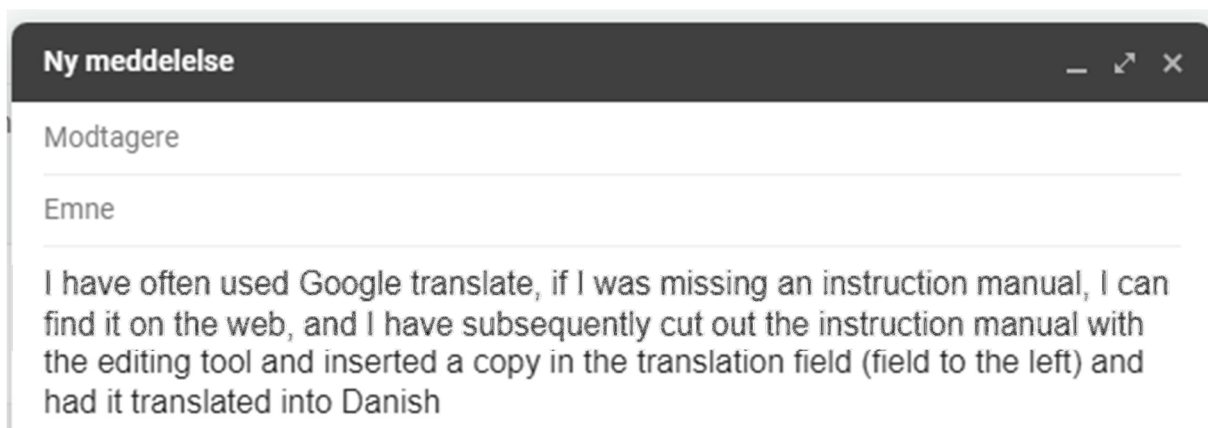 Ny meddelelse
Modtagere
Emne
I have often used Google translate, if I was missing an instruction manual, I can
find it on the web, and I have subsequently cut out the instruction manual with
the editing tool and inserted a copy in the translation field (field to the left) and
had it translated into Danish